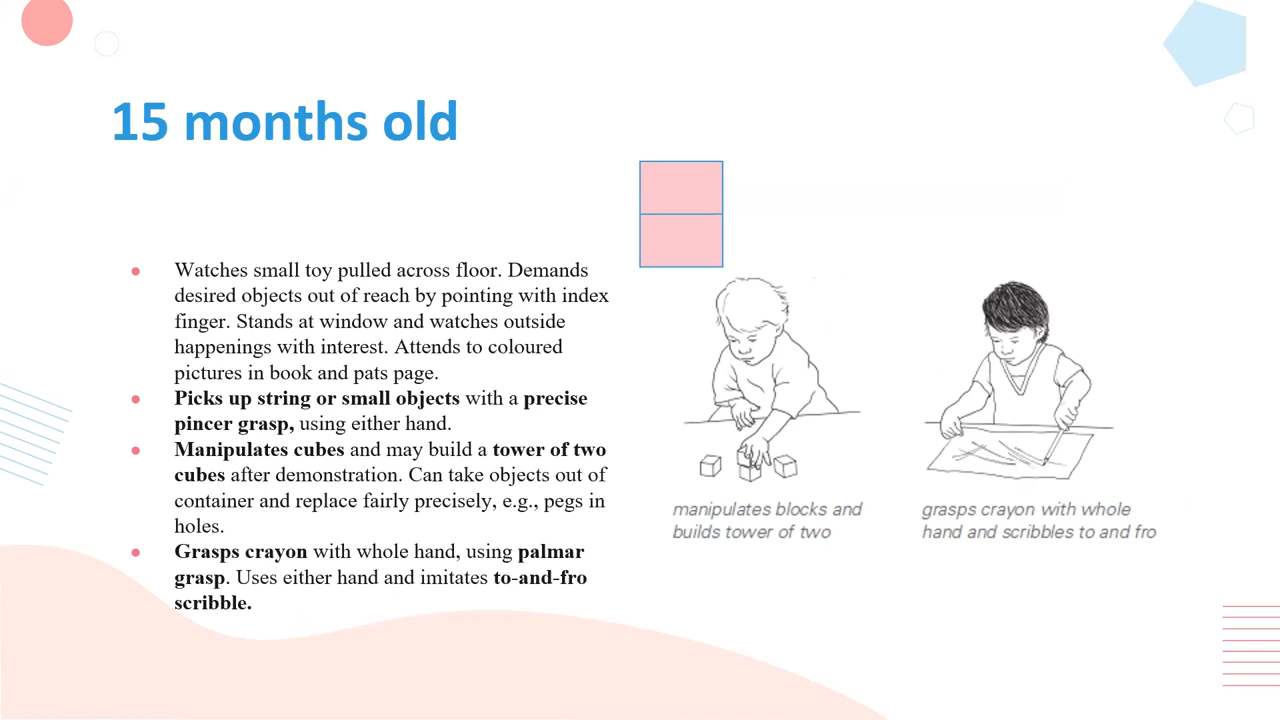 15 months old
Watches small toy pulled across floor. Demands
desired objects out of reach by pointing with index
finger. Stands at window and watches outside
happenings with interest. Attends to coloured
pictures in book and pats page.
Picks up string or small objects with a precise
pincer grasp, using either hand.
Manipulates cubes and may build a tower of two
cubes after demonstration. Can take objects out of
container and replace fairly precisely, e.g., pegs in
holes.
Grasps crayon with whole hand, using palmar
grasp. Uses either hand and imitates to-and-fro
scribble.
manipulates blocks and
builds tower of two
grasps crayon with whole
hand and scribbles to and fro